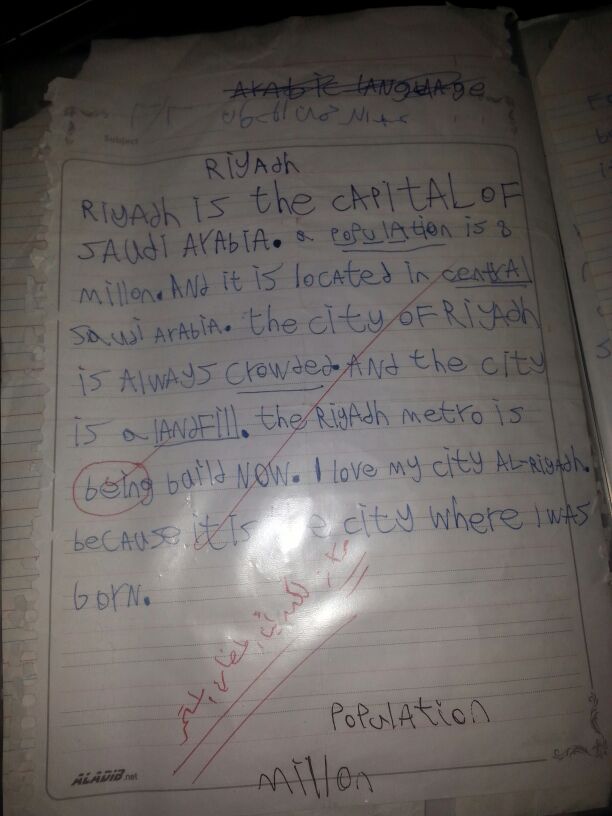 Arabic language
Subject
Riyadh
Riyadh is the capital of
Saudi Arabia. a population is 8
millon. And it is located in central
Saudi Arabia. the city of Riyadh
is always crowded. And the city
is a landfill. the Riyadh metro is
being baild now. I love my city Al-Riyadh.
because it is the city where I was
born.
Population
millon
ALADIB.net